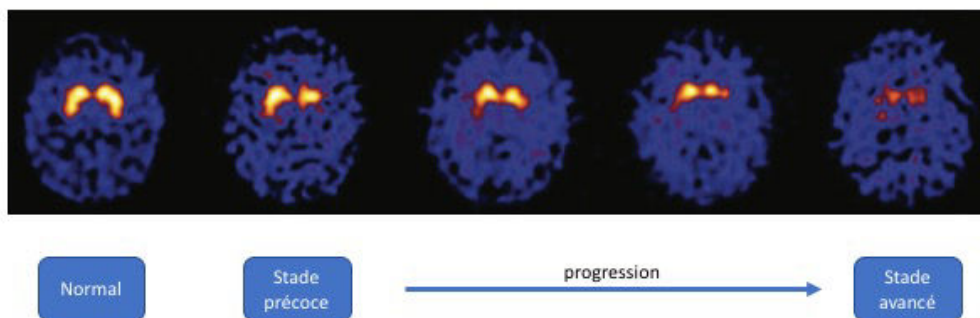 Normal
Stade
précoce
progression
Stade
avancé